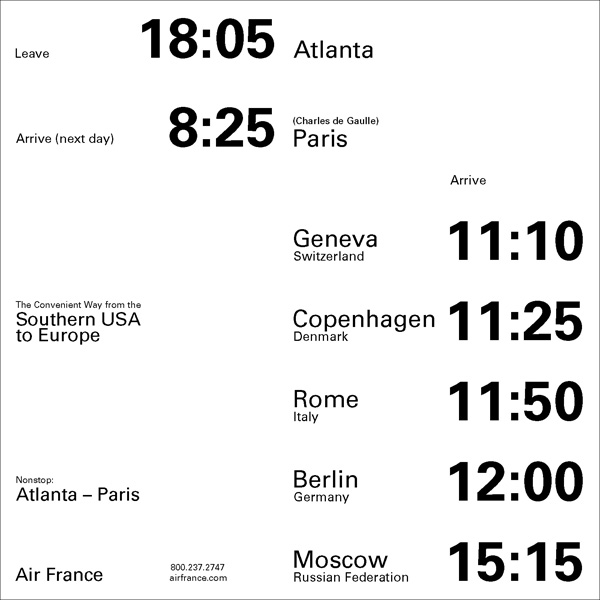 Leave 18:05 Atlanta
(Charles de Gaulle)
Arrive (next day) 8:25 Paris
Arrive
Geneva 11:10
Switzerland
The Convenient Way from the
Southern USA
to Europe
Copenhagen 11:25
Denmark
Rome 11:50
Italy
Nonstop:
Atlanta – Paris
Berlin 12:00
Germany
Moscow 15:15
Russian Federation
Air France
800.237.2747
airfrance.com